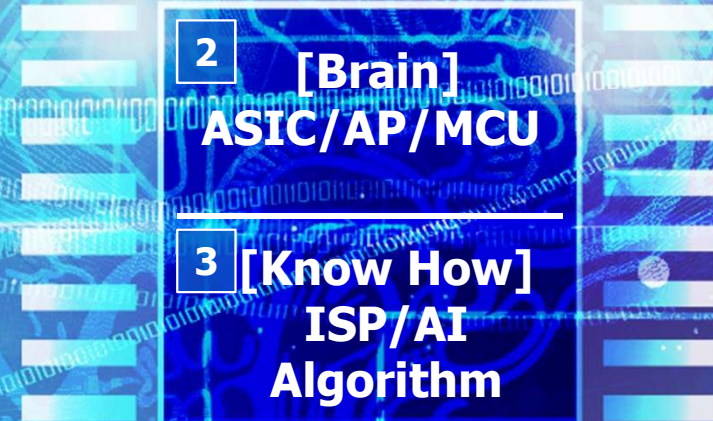 2
[Brain]
ASIC/AP/MCU
3
[Know How]
ISP/AI
Algorithm